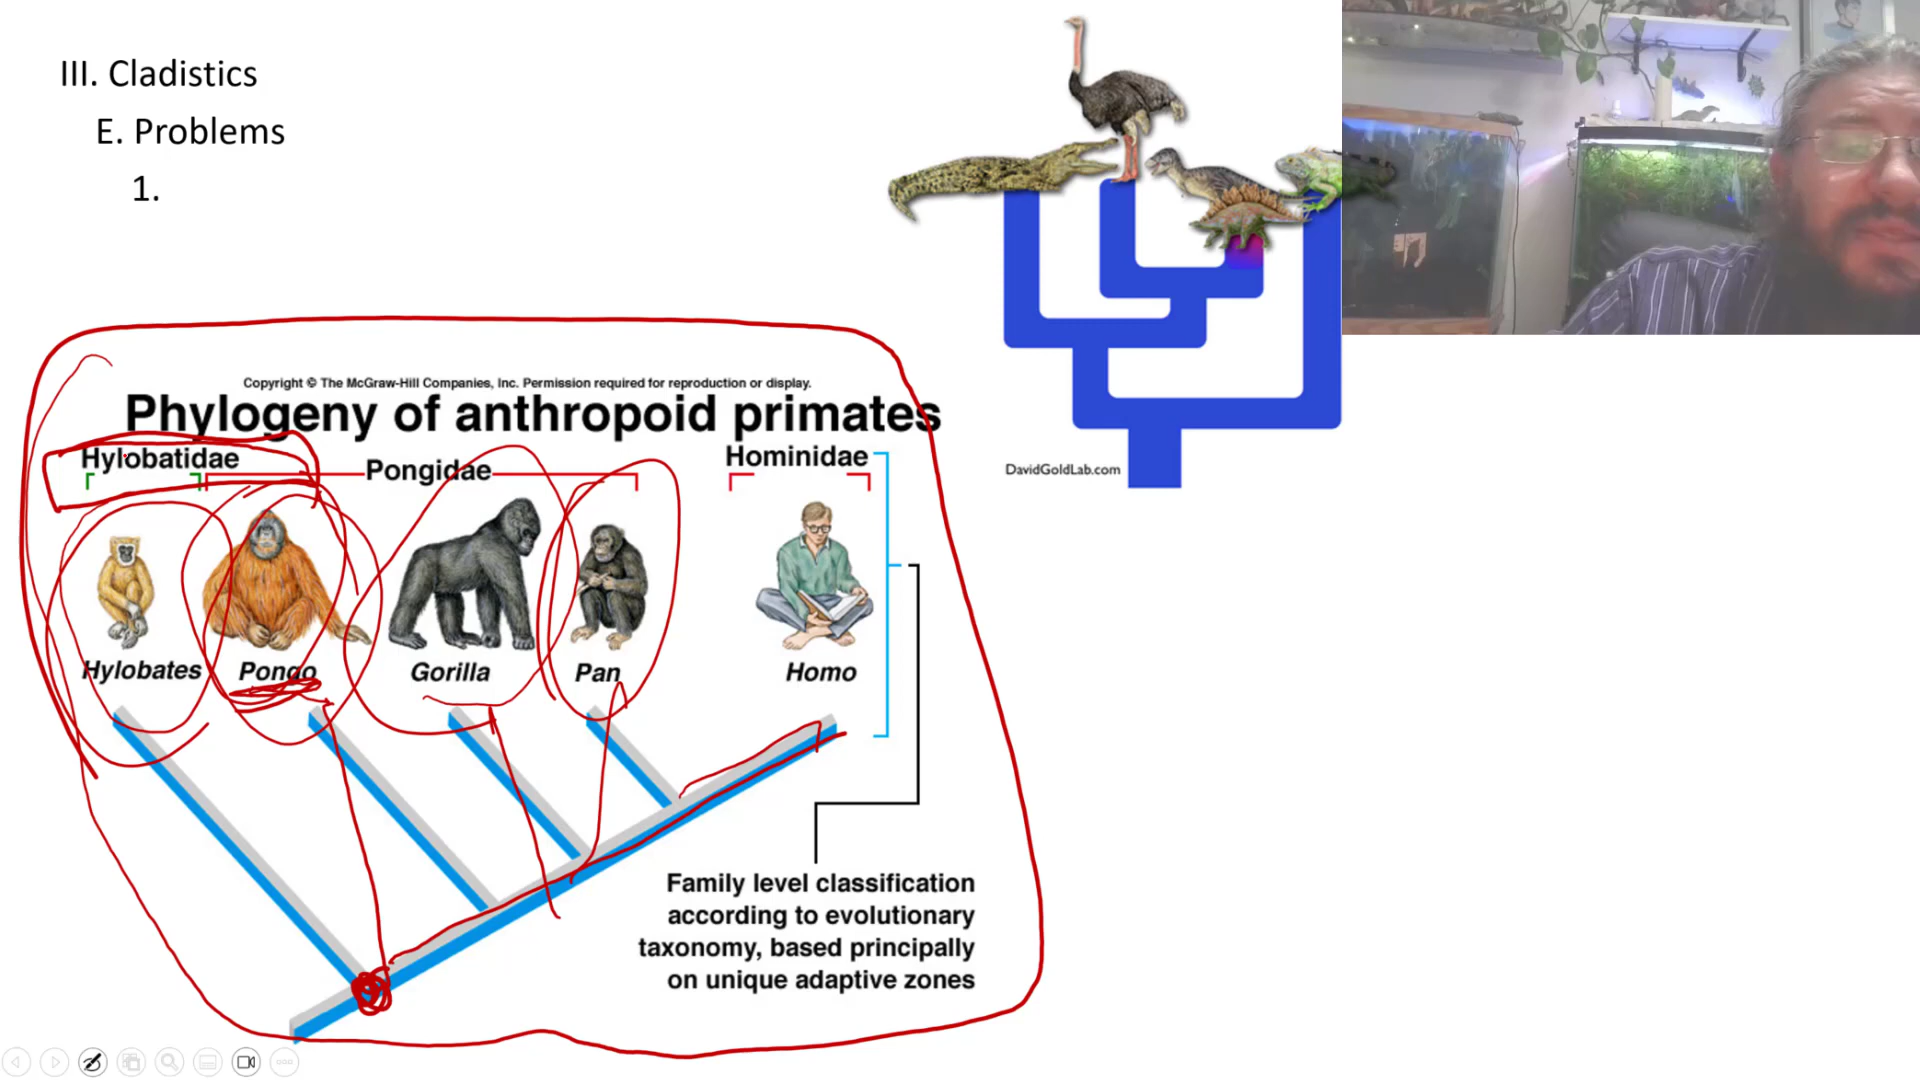 III. Cladistics
E. Problems
1.
DavidGoldLab.com
Copyright © The McGraw-Hill Companies, Inc. Permission required for reproduction or display.
Phylogeny of anthropoid primates
Hylobatidae
Pongidae
Hominidae
Hylobates
Pongo
Gorilla
Pan
Homo
Family level classification
according to evolutionary
taxonomy, based principally
on unique adaptive zones